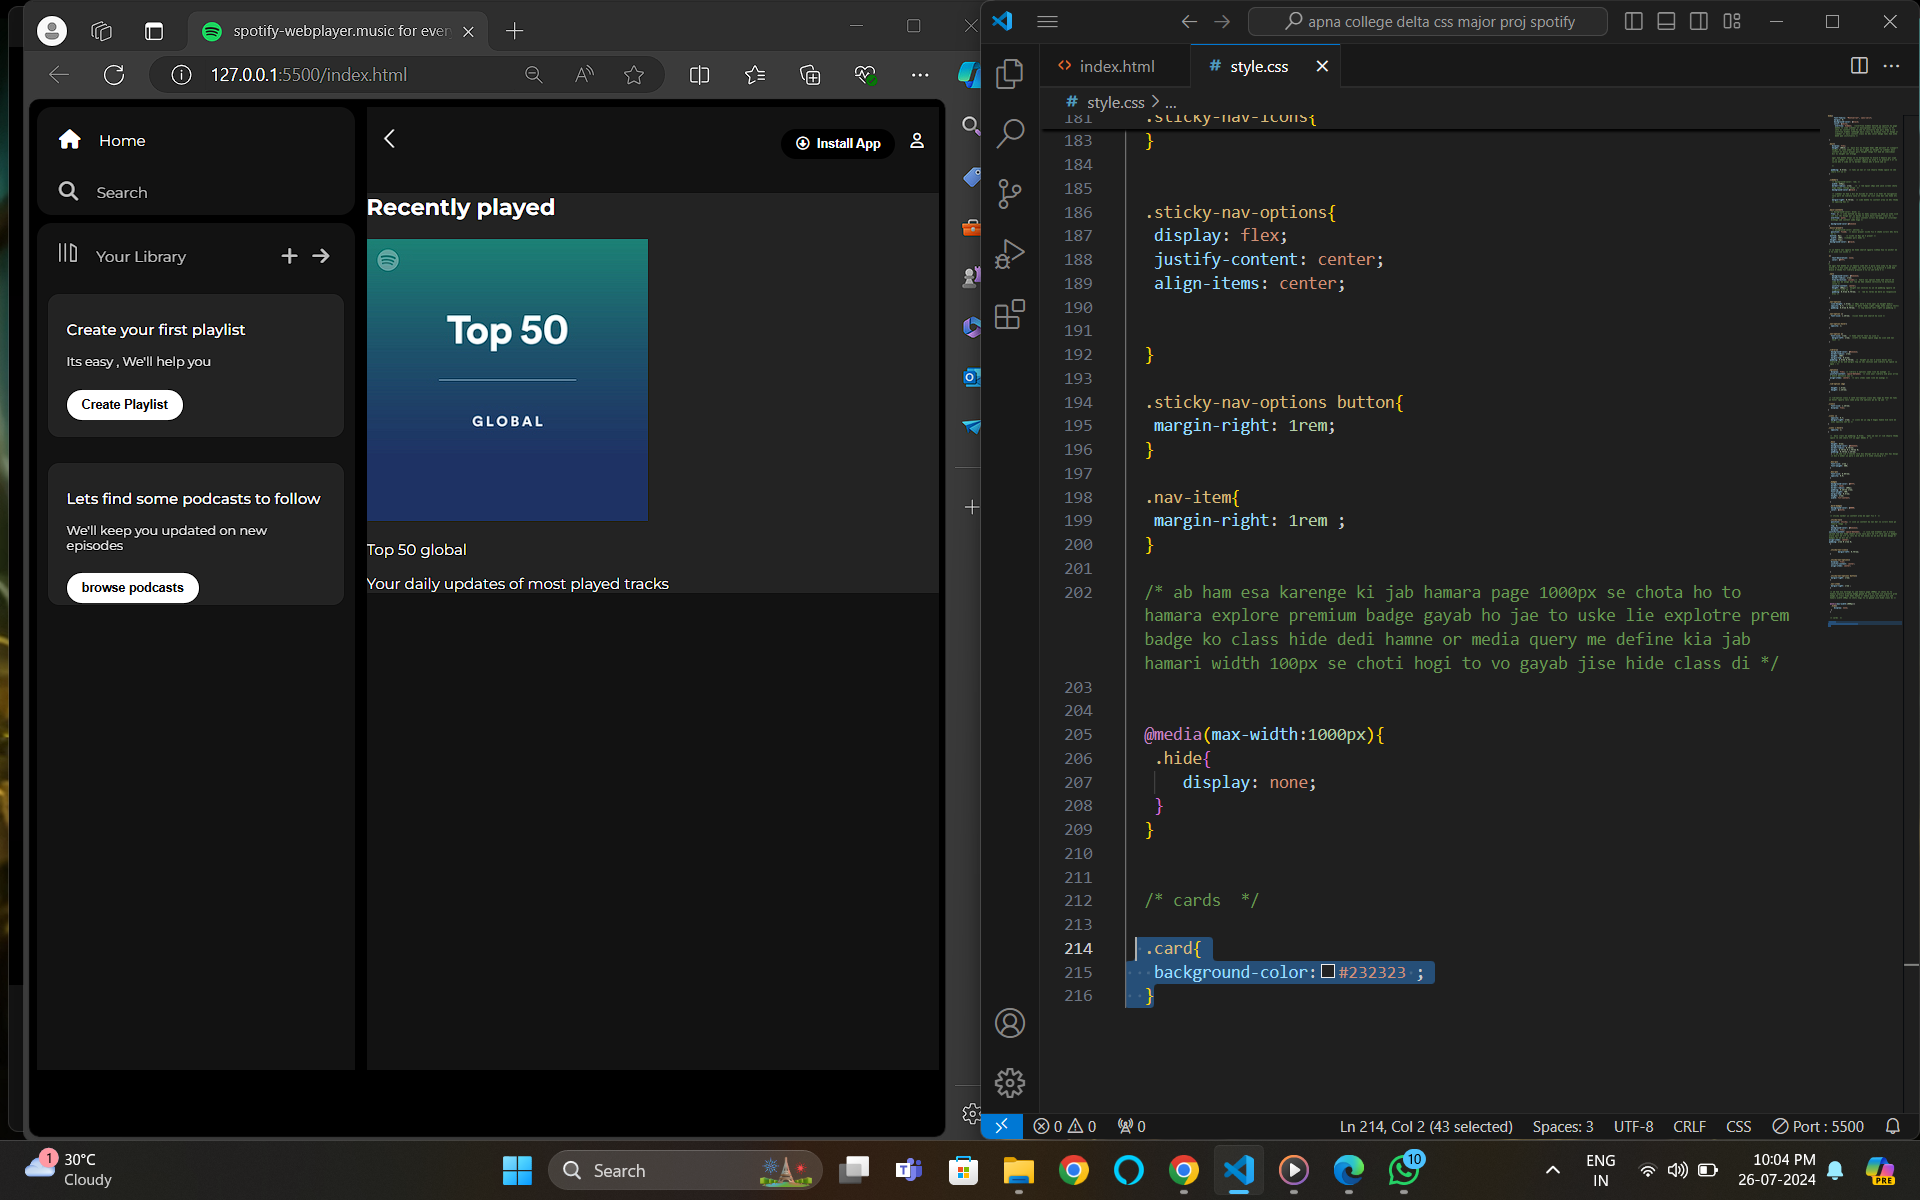 spotify-webplayer.music for ever
127.0.0.1:5500/index.html
Home
Search
Your Library
Create your first playlist
Its easy , We'll help you
Create Playlist
Lets find some podcasts to follow
We'll keep you updated on new
episodes
browse podcasts
Install App
Recently played
Top 50
GLOBAL
Top 50 global
Your daily updates of most played tracks
apna college delta css major proj spotify
<> index.html
# style.css
# style.css > ...
181 .sticky-nav-icons{
183 }
184
185
186 .sticky-nav-options{
187 display: flex;
188 justify-content: center;
189 align-items: center;
190
191
192 }
193
194 .sticky-nav-options button{
195 margin-right: 1rem;
196 }
197
198 .nav-item{
199 margin-right: 1rem ;
200 }
201
202 /* ab ham esa karenge ki jab hamara page 1000px se chota ho to
hamara explore premium badge gayab ho jae to uske lie explotre prem
badge ko class hide dedi hamne or media query me define kia jab
hamari width 100px se choti hogi to vo gayab jise hide class di */
203
204
205 @media(max-width:1000px){
206 .hide{
207 display: none;
208 }
209 }
210
211
212 /* cards */
213
214 .card{
215 background-color: #232323 ;
216 }
0 0 0
Ln 214, Col 2 (43 selected) Spaces: 3 UTF-8 CRLF CSS Port : 5500
1
30°C
Cloudy
Search
10
ENG
IN
10:04 PM
26-07-2024
PRE